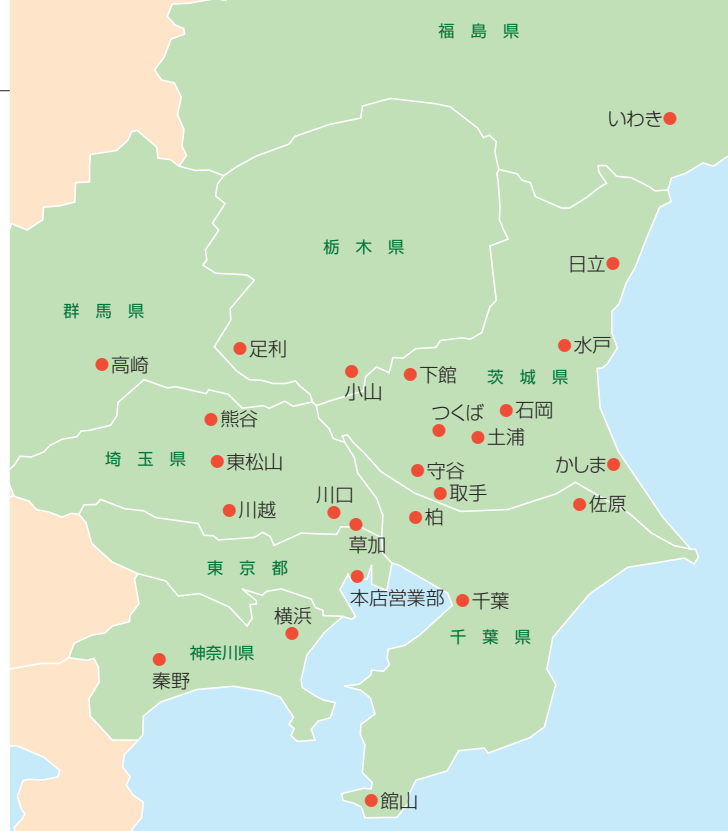 福島県
いわき
栃木県
日立
群馬県
足利
水戸
高崎
小山
下館
茨城県
つくば
石岡
熊谷
土浦
埼玉県
東松山
守谷
かしま
取手
川口
川越
柏
佐原
草加
東京都
本店営業部
千葉
横浜
千葉県
神奈川県
秦野
館山